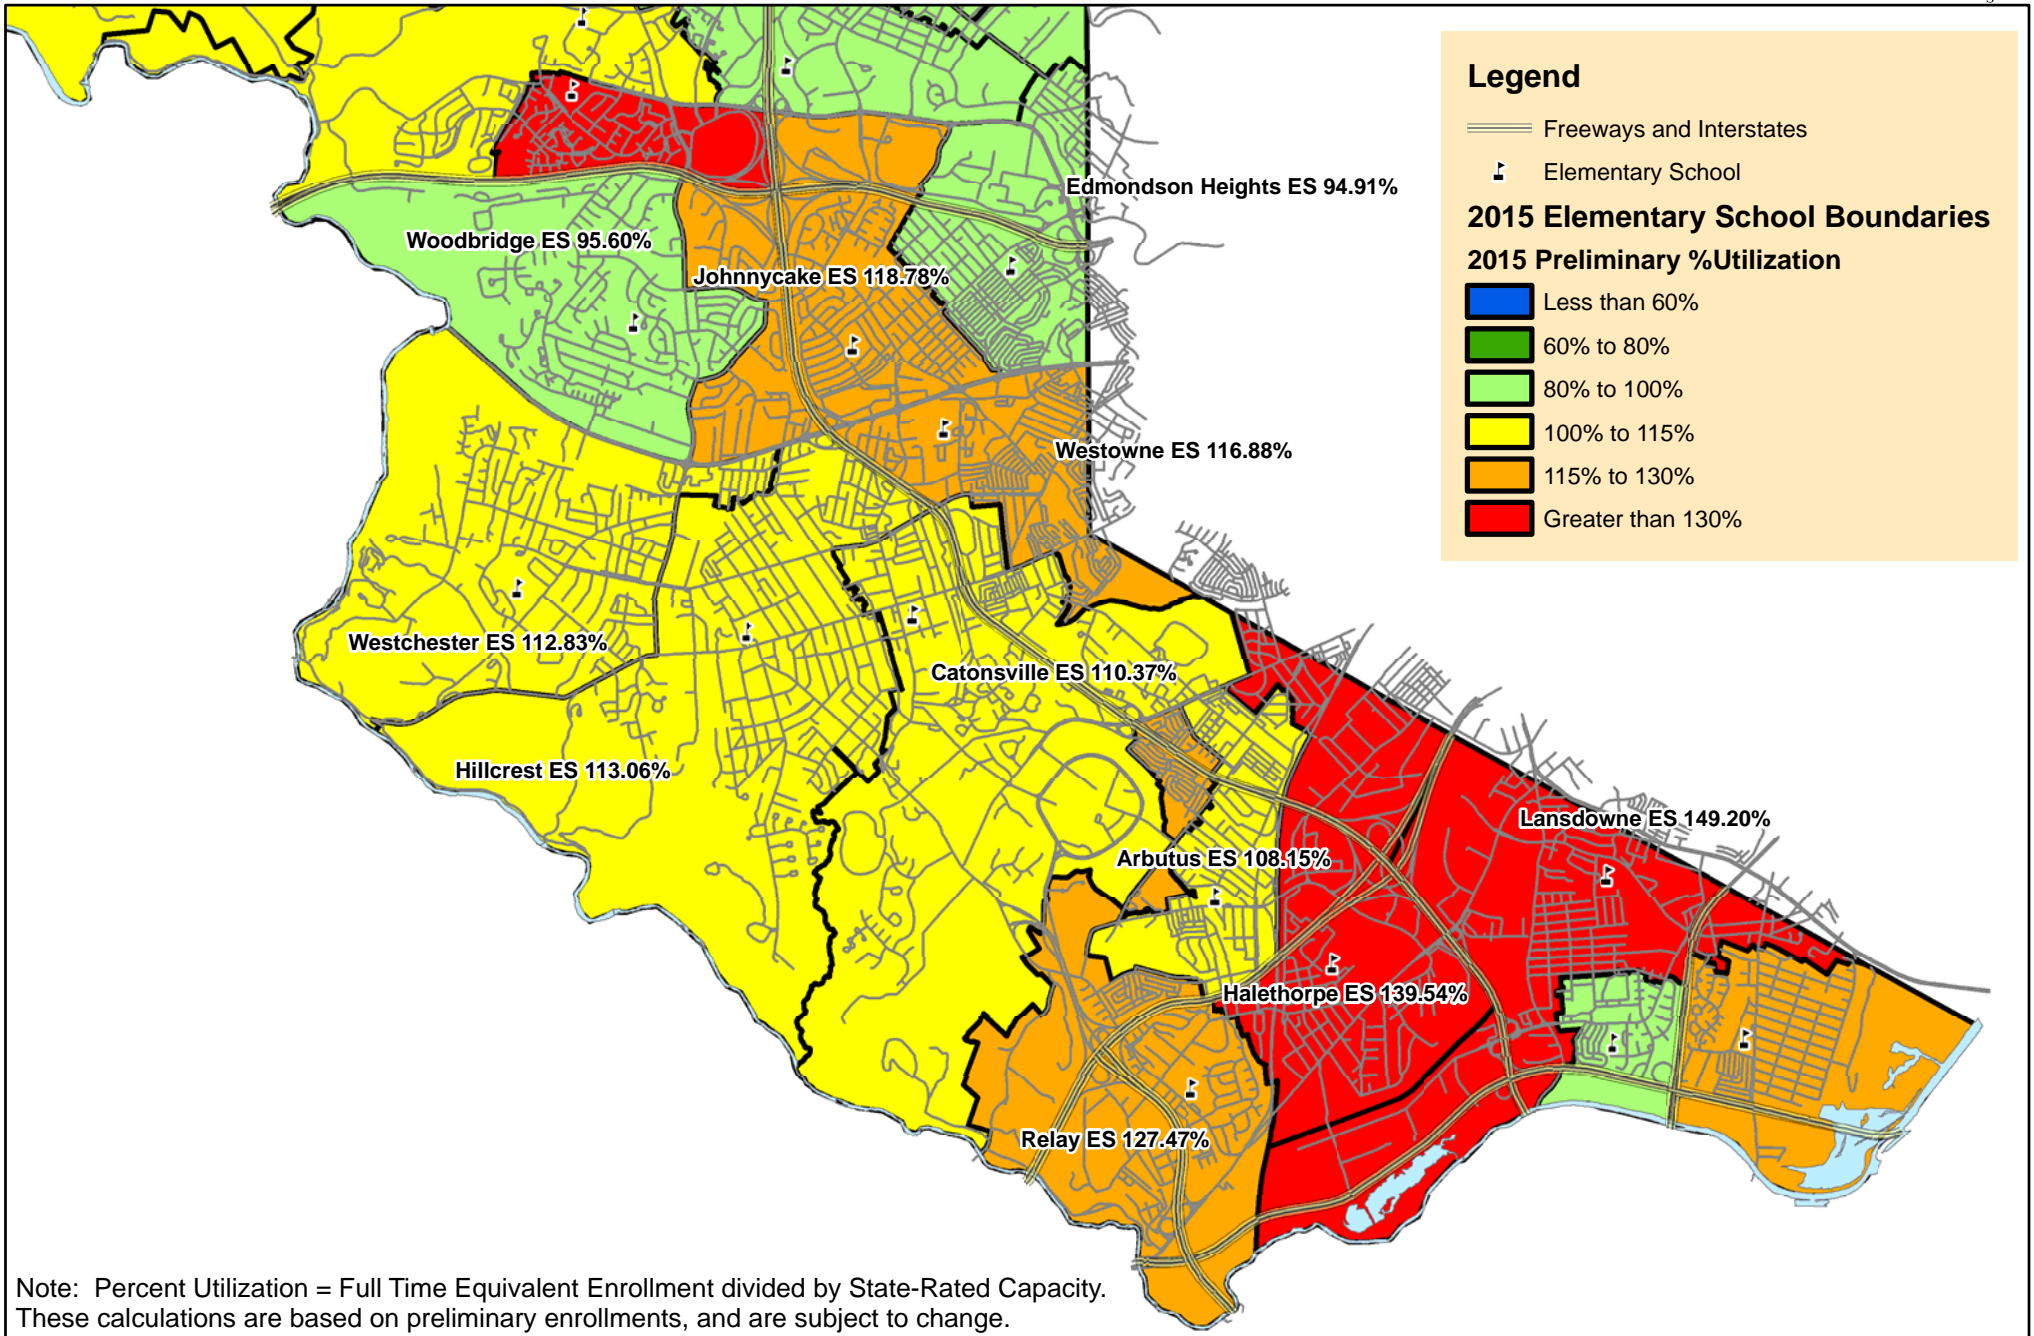 Legend
Freeways and Interstates
Elementary School
2015 Elementary School Boundaries
2015 Preliminary %Utilization
Less than 60%
60% to 80%
80% to 100%
100% to 115%
115% to 130%
Greater than 130%
Edmondson Heights ES 94.91%
Woodbridge ES 95.60%
Johnnycake ES 118.78%
Westowne ES 116.88%
Westchester ES 112.83%
Catonsville ES 110.37%
Hillcrest ES 113.06%
Lansdowne ES 149.20%
Arbutus ES 108.15%
Halethorpe ES 139.54%
Relay ES 127.47%
Note: Percent Utilization = Full Time Equivalent Enrollment divided by State-Rated Capacity.
These calculations are based on preliminary enrollments, and are subject to change.